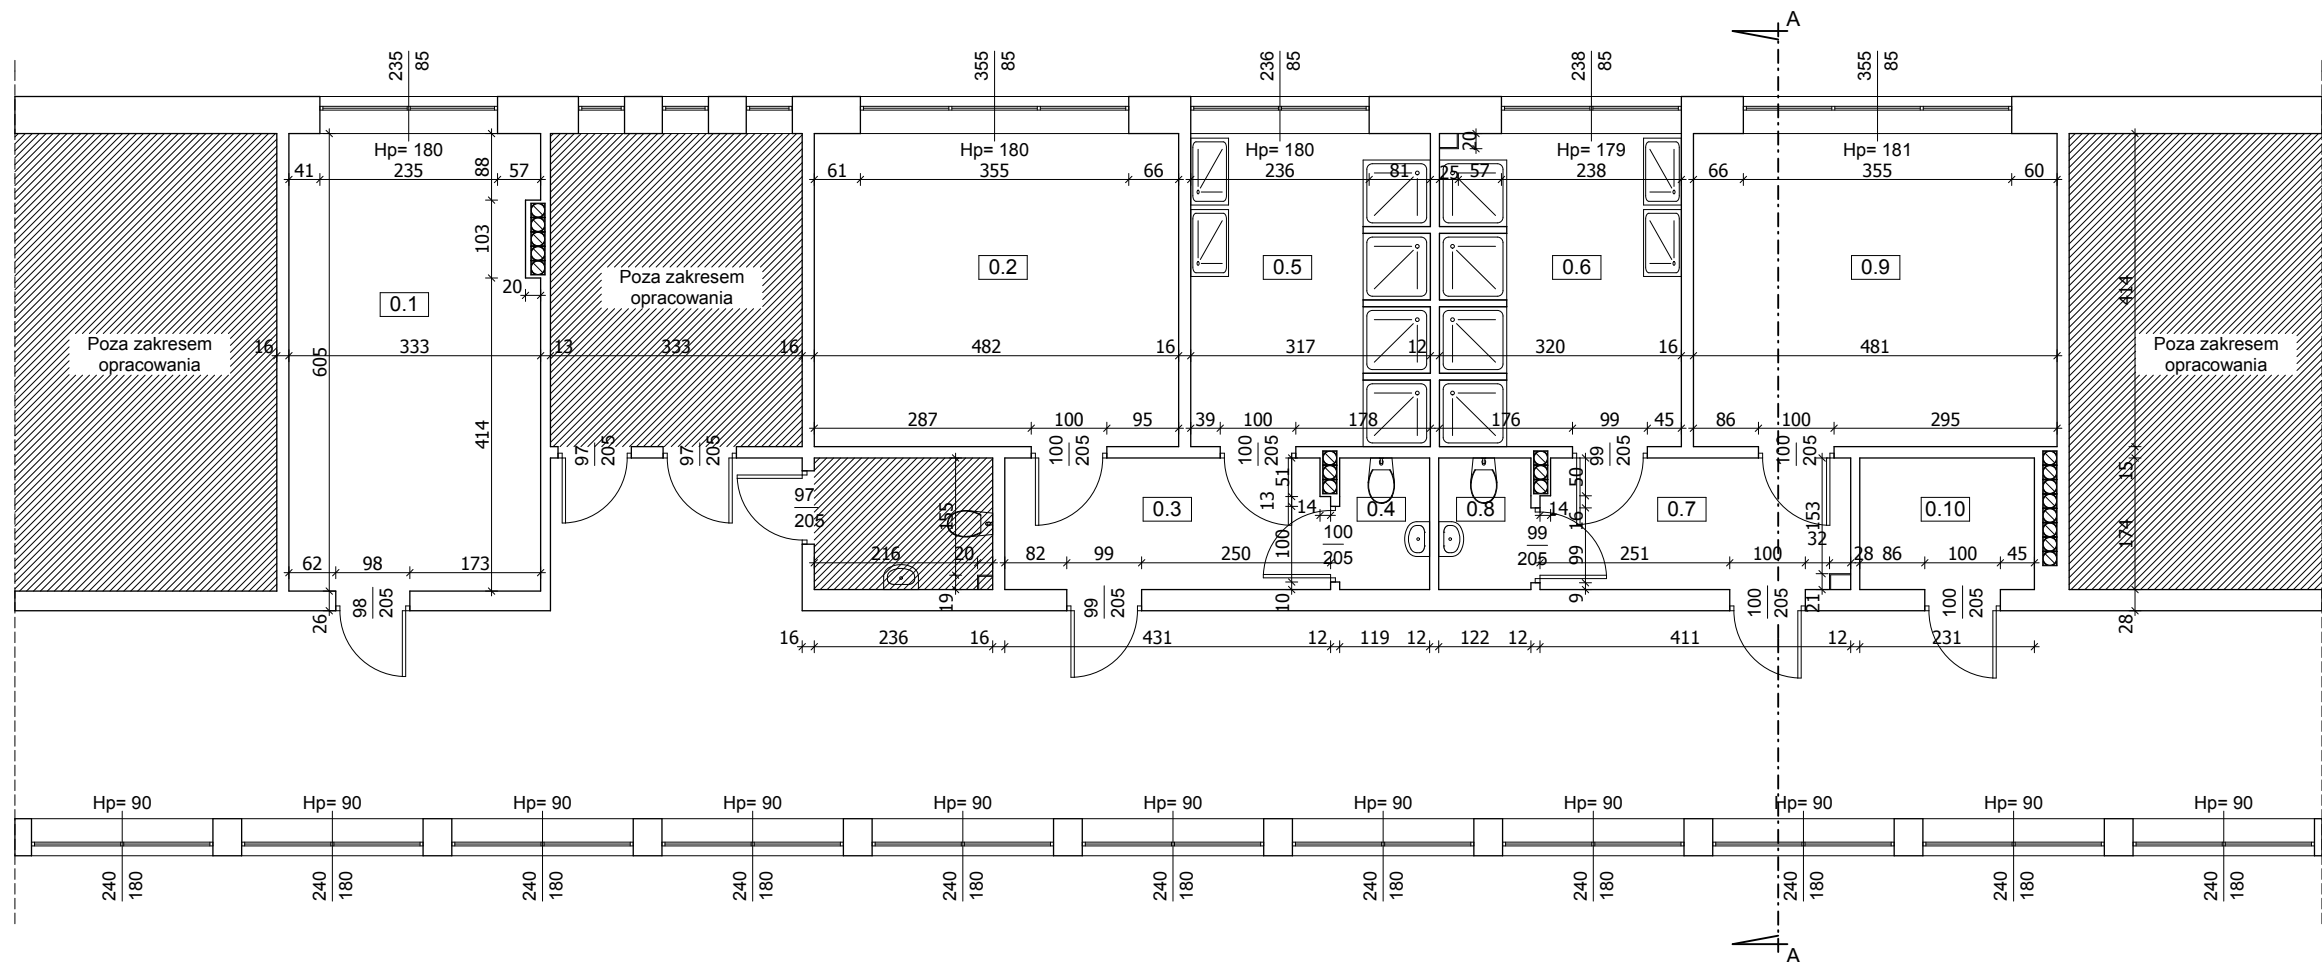 A
235 85
355 85
236 85
238 85
355 85
Hp= 180
Hp= 180
Hp= 180
Hp= 179
Hp= 181
41 235 57
88
61 355 66
236 81
20
25 57 238
66 355 60
103
20
0.1
Poza zakresem
opracowania
0.2
0.5
0.6
0.9
414
Poza zakresem
opracowania
Poza zakresem
opracowania
16 605 333 13 333 16 482 16 317 12 320 16 481
414
287 100 95
39 100 178
176 99 45
86 100 295
97 205
97 205
100 205
100 205
99 205
100 205
97
205
155
51
13
14
0.3
0.4
0.8
50
14
16
0.7
153
0.10
15
174
100
100
205
99
205
99
32
216 20
62 98 173
82 99 250
251 100 28 86 100 45
19
10
9
21
26
98 205
99 205
100 205
100 205
28
16 236 16 431 12 119 12 122 12 411 12 231
Hp= 90
Hp= 90
Hp= 90
Hp= 90
Hp= 90
Hp= 90
Hp= 90
Hp= 90
Hp= 90
Hp= 90
Hp= 90
240 180
240 180
240 180
240 180
240 180
240 180
240 180
240 180
240 180
240 180
240 180
A